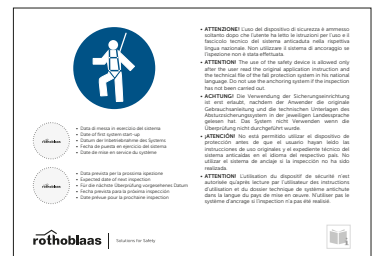 • ATTENZIONE! L'uso del dispositivo di sicurezza è ammesso
soltanto dopo che l'utente ha letto le istruzioni per l'uso e il
fascicolo tecnico del sistema anticaduta nella rispettiva
lingua nazionale. Non utilizzare il sistema di ancoraggio se
l'ispezione non è stata effettuata.
• ATTENTION! The use of the safety device is allowed only
after the user read the original application instruction and
the technical file of the fall protection system in his national
language. Do not use the anchoring system if the inspection
has not been carried out.
• ACHTUNG! Die Verwendung der Sicherungseinrichtung
ist erst erlaubt, nachdem der Anwender die originale
Gebrauchsanleitung und die technischen Unterlagen des
Absturzsicherungsystem in der jeweiligen Landessprache
gelesen hat. Das System nicht Verwenden wenn die
Überprüfung nicht durchgeführt wurde.
• ¡ATENCIÓN! No está permitido utilizar el dispositivo de
protección antes de que el usuario hayan leído las
instrucciones de uso originales y el expediente técnico del
sistema anticaidas en el idioma del respectivo país. No
utilizar el sistema de anclaje si la inspección no ha sido
realizada.
• ATTENTION! L'utilisation du dispositif de sécurité n'est
autorisée qu'après lecture par l'utilisateur des instructions
d'utilisation et du dossier technique de système antichute
dans la langue du pays de mise en œuvre. N'utiliser pas le
système d'ancrage si l'inspection n'a pas été realisé.
rothoblaas
• Data di messa in esercizio del sistema
• Date of first system start-up
• Datum der Inbetriebnahme des Systems
• Fecha de puesta en ejercicio del sistema
• Date de mise en service du système
rothoblaas
• Data prevista per la prossima ispezione
• Expected date of next inspection
• Für die nächste Überprüfung vorgesehenes Datum
• Fecha prevista para la próxima inspección
• Date prévue pour la prochaine inspection
rothoblaas
Solutions for Safety